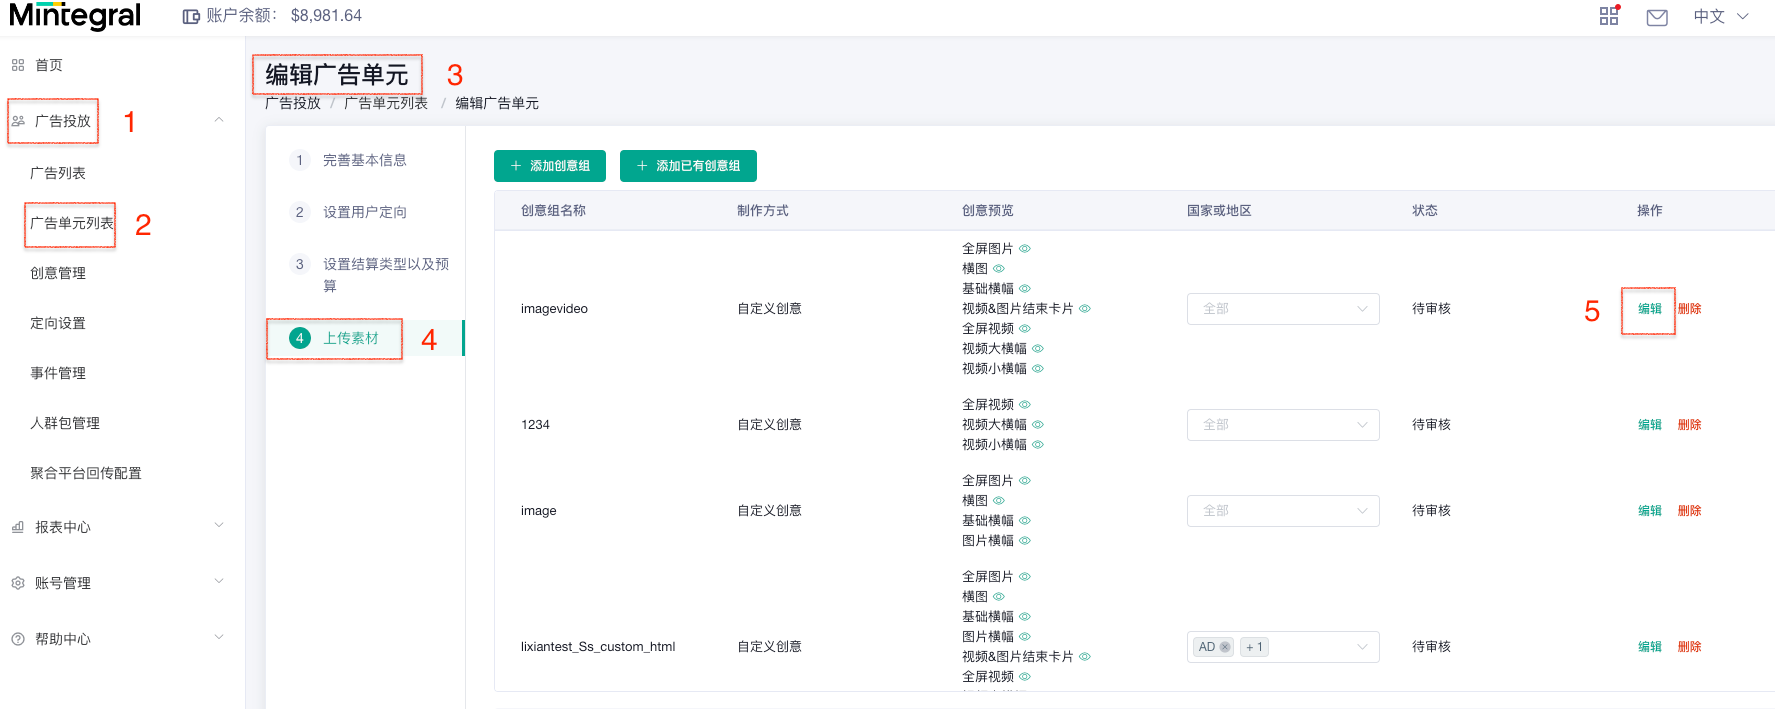 Mintegral
账户余额： $8,981.64
中文
首页
广告投放
1
广告列表
广告单元列表
2
创意管理
定向设置
事件管理
人群包管理
聚合平台回传配置
报表中心
账号管理
帮助中心
编辑广告单元
3
广告投放 / 广告单元列表 / 编辑广告单元
1 完善基本信息
2 设置用户定向
3 设置结算类型以及预
算
4 上传素材
4
+ 添加创意组
+ 添加已有创意组
创意组名称 制作方式 创意预览 国家或地区 状态 操作
全屏图片
横图
基础横幅
imagevideo 自定义创意 视频&图片结束卡片 全部 待审核 5 编辑 删除
全屏视频
视频大横幅
视频小横幅
全屏视频
1234 自定义创意 视频大横幅 全部 待审核 编辑 删除
视频小横幅
全屏图片
横图
image 自定义创意 基础横幅 全部 待审核 编辑 删除
图片横幅
全屏图片
横图
基础横幅
图片横幅
lixiantest_Ss_custom_html 自定义创意 视频&图片结束卡片 AD + 1 待审核 编辑 删除
全屏视频